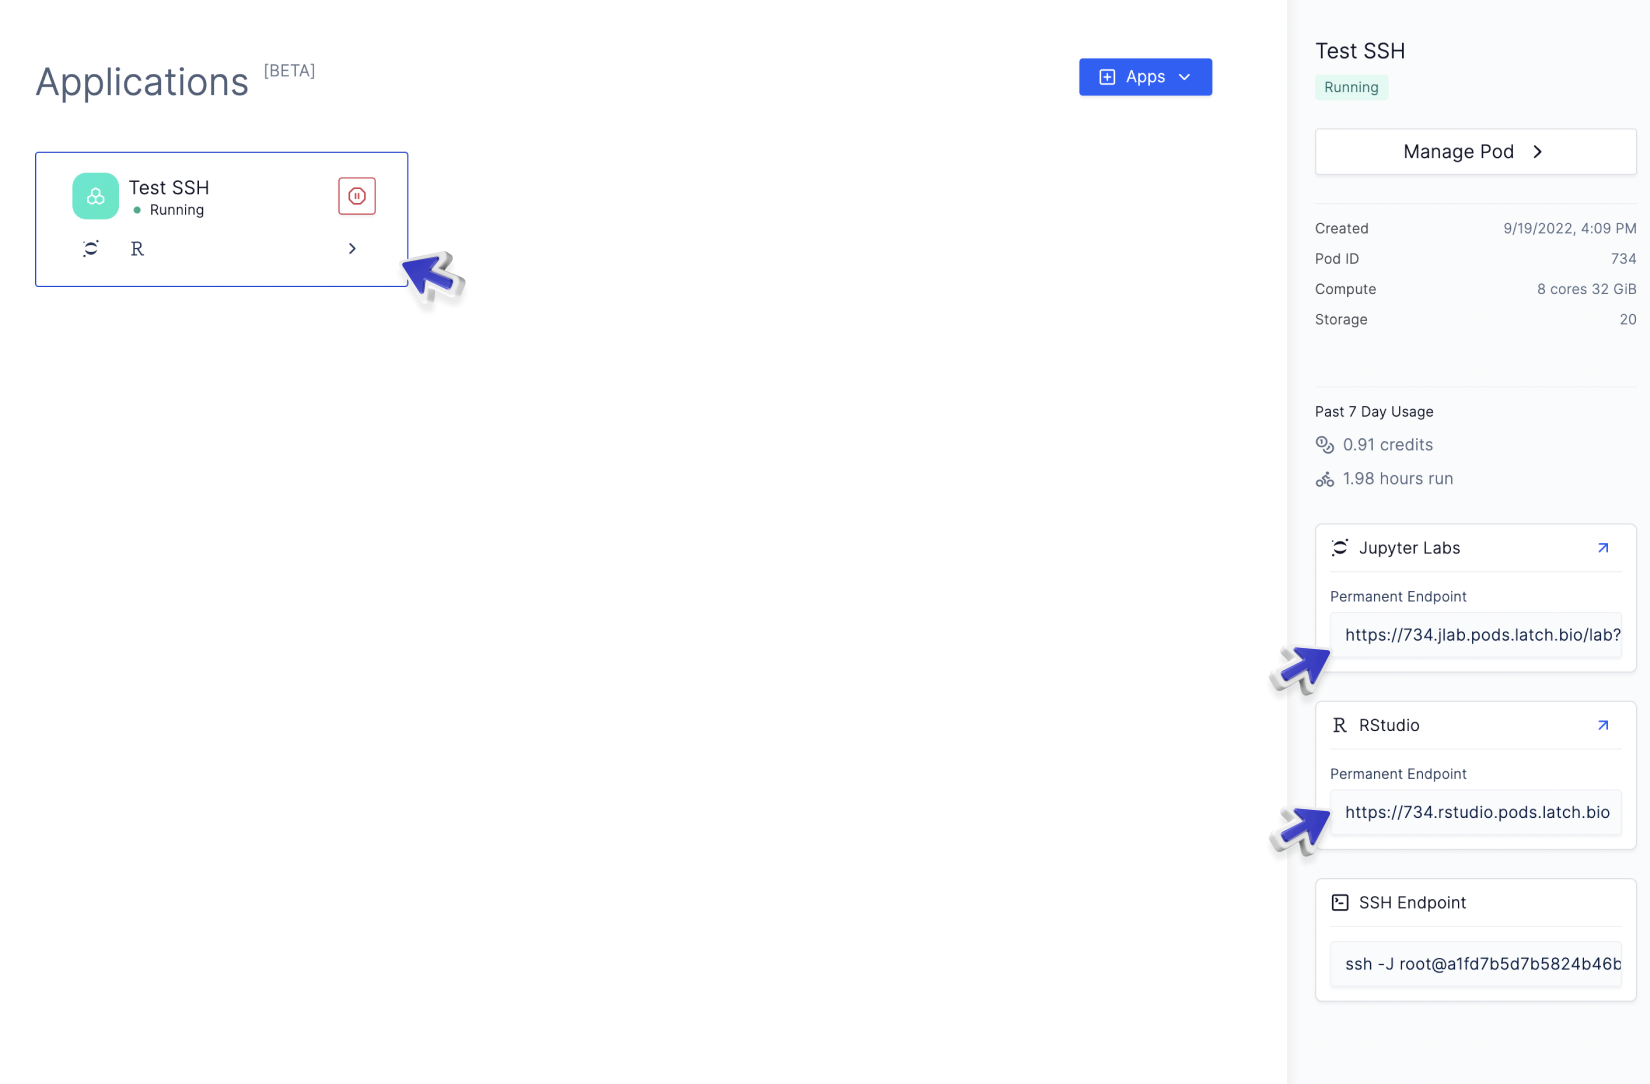 Applications [BETA]
Apps
Test SSH
Running
R
Test SSH
Running
Manage Pod
Created 9/19/2022, 4:09 PM
Pod ID 734
Compute 8 cores 32 GiB
Storage 20
Past 7 Day Usage
0.91 credits
1.98 hours run
Jupyter Labs
Permanent Endpoint
https://734.jlab.pods.latch.bio/lab?
R RStudio
Permanent Endpoint
https://734.rstudio.pods.latch.bio
SSH Endpoint
ssh -J root@a1fd7b5d7b5824b46b